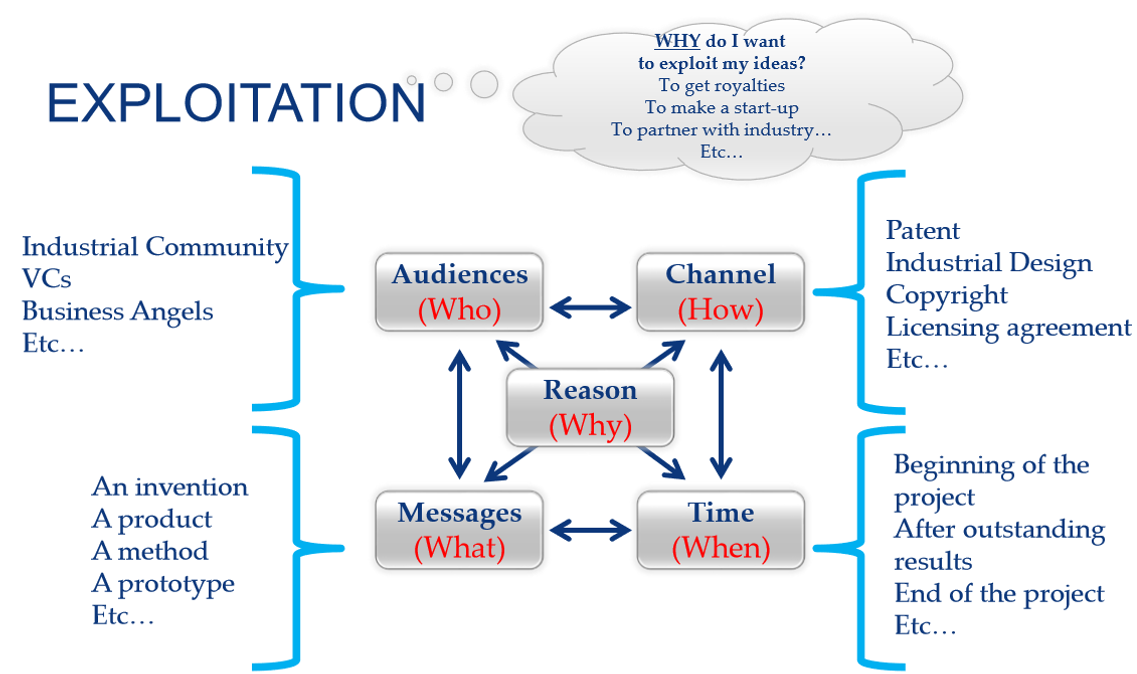 WHY do I want
to exploit my ideas?
To get royalties
To make a start-up
To partner with industry…
Etc…
EXPLOITATION
Industrial Community
VCs
Business Angels
Etc…
Audiences
(Who)
Channel
(How)
Patent
Industrial Design
Copyright
Licensing agreement
Etc…
Reason
(Why)
An invention
A product
A method
A prototype
Etc…
Messages
(What)
Time
(When)
Beginning of the
project
After outstanding
results
End of the project
Etc…